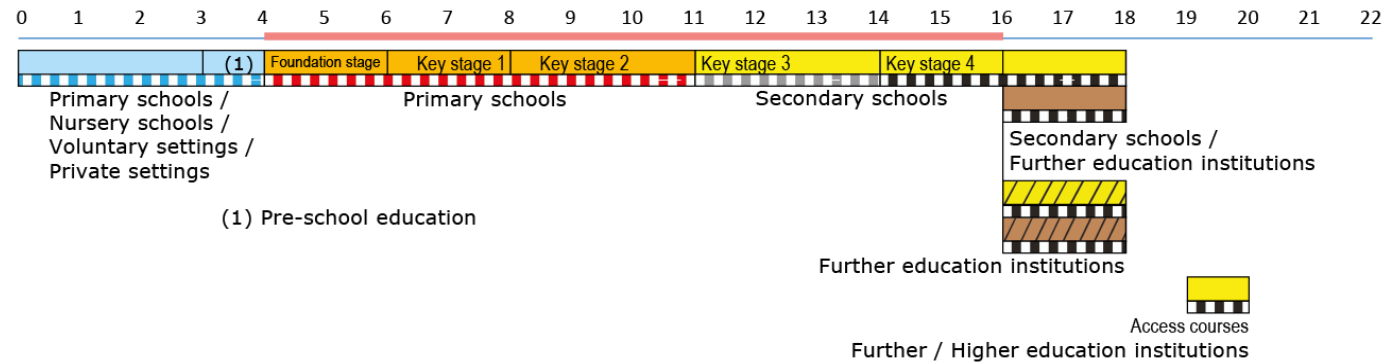 0 1 2 3 4 5 6 7 8 9 10 11 12 13 14 15 16 17 18 19 20 21 22
(1) Foundation stage Key stage 1 Key stage 2 Key stage 3 Key stage 4
Primary schools /
Nursery schools /
Voluntary settings /
Private settings
Primary schools
Secondary schools
Secondary schools /
Further education institutions
(1) Pre-school education
Further education institutions
Access courses
Further / Higher education institutions